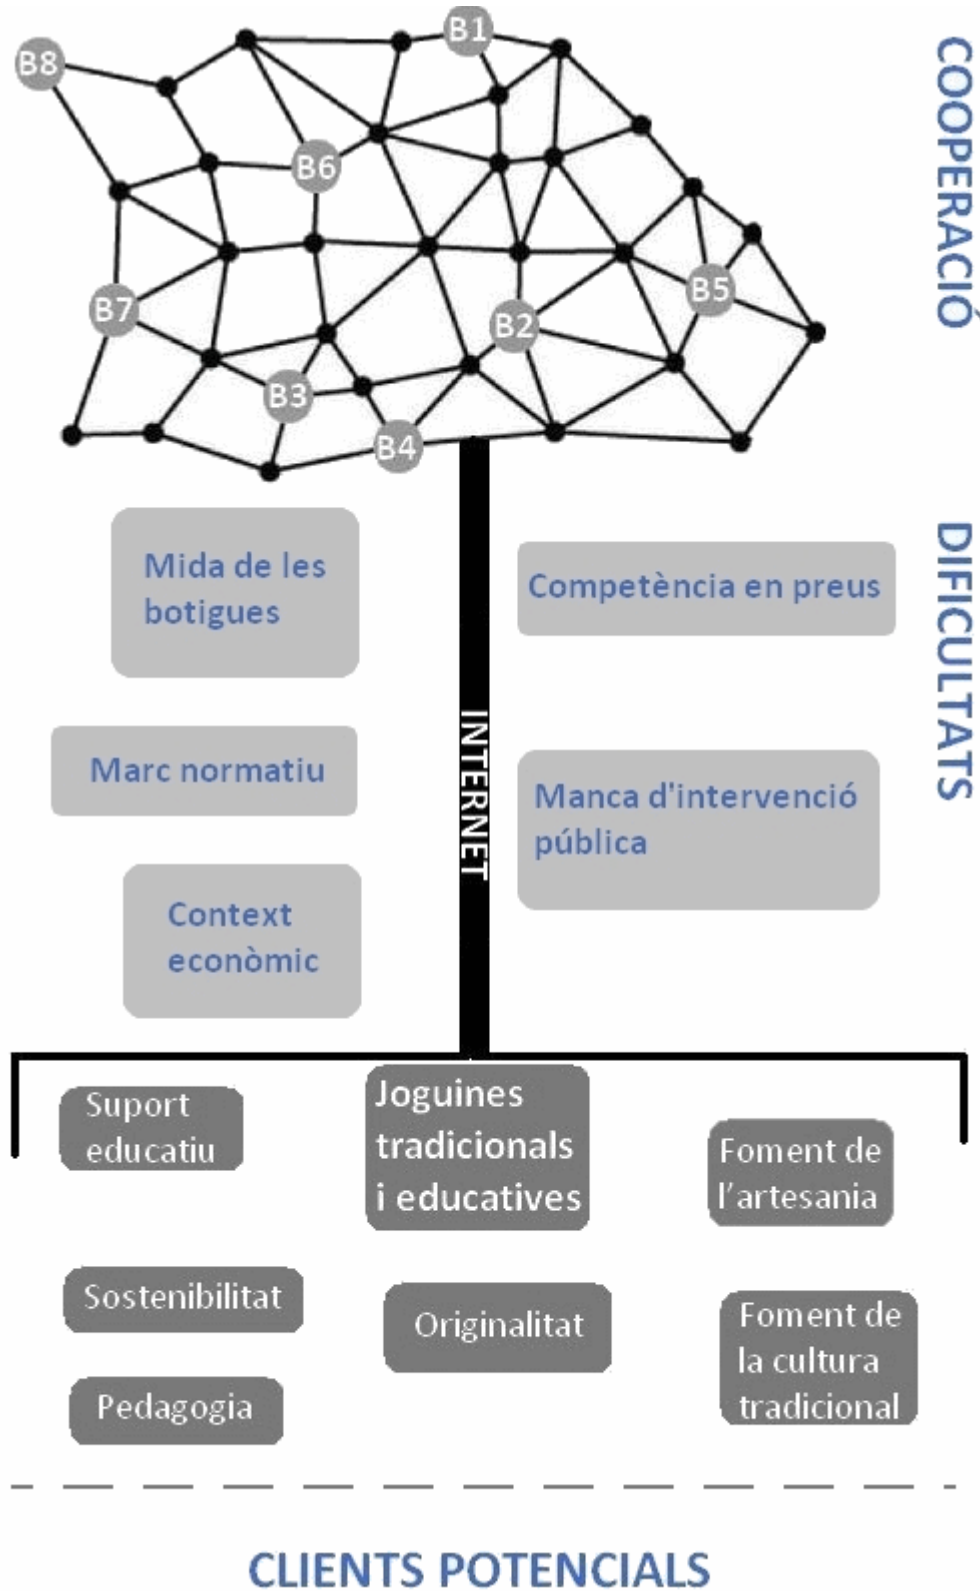 B1
B8
COOPERACIÓ
B6
B5
B7
B2
B3
B4
DIFICULTATS
Mida de les
botigues
Competència en preus
INTERNET
Marc normatiu
Manca d'intervenció
pública
Context
econòmic
Suport
educatiu
Joguines
tradicionals
i educatives
Foment de
l'artesania
Sostenibilitat
Originalitat
Foment de
la cultura
tradicional
Pedagogia
CLIENTS POTENCIALS